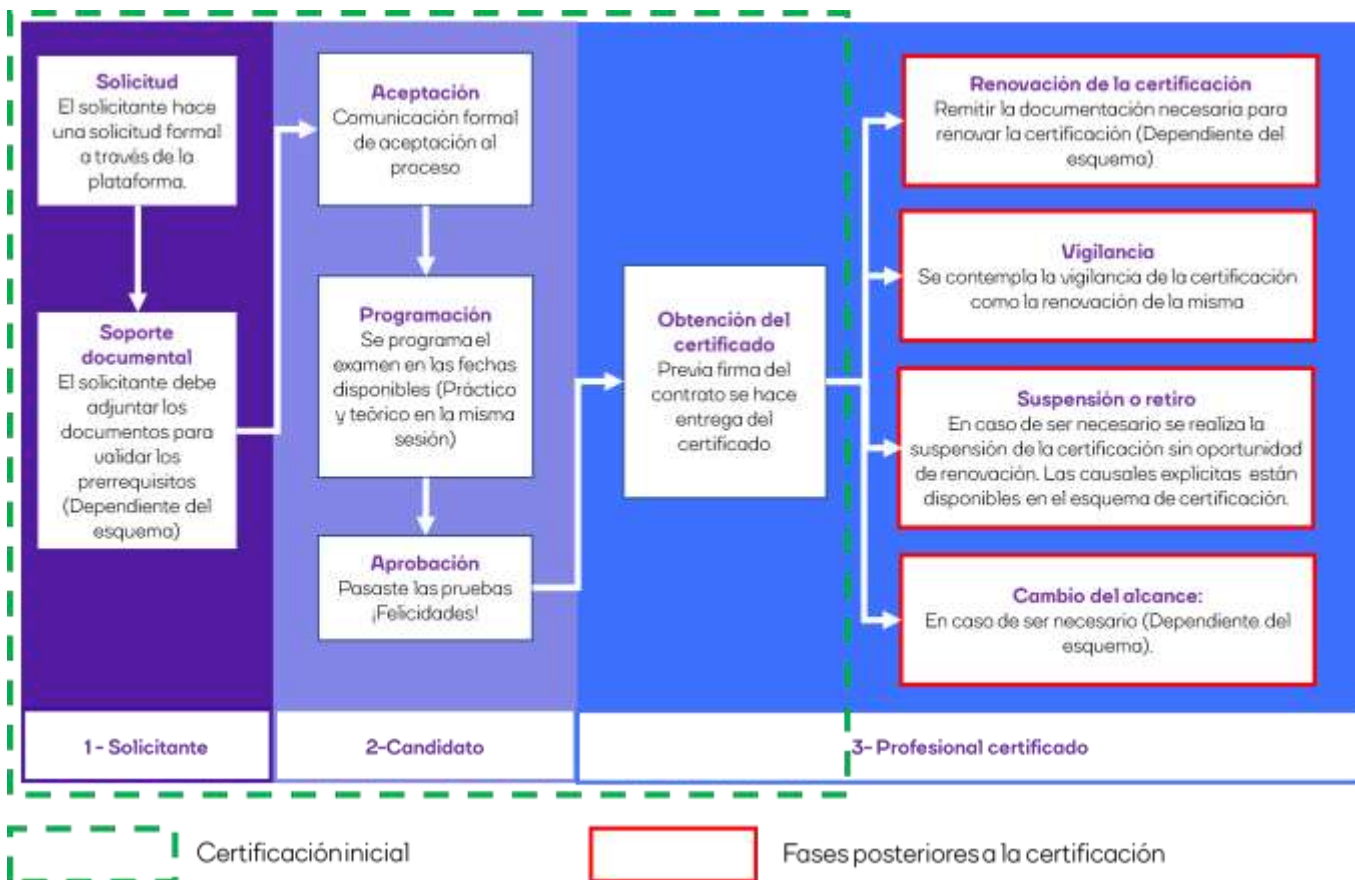 Solicitud
El solicitante hace
una solicitud formal
a través de la
plataforma.
Soporte
documental
El solicitante debe
adjuntar los
documentos para
validar los
prerrequisitos
(Dependiente del
esquema)
Aceptación
Comunicación formal
de aceptación al
proceso
Programación
Se programa el
examen en las fechas
disponibles (Práctico
y teórico en la misma
sesión)
Aprobación
Pasaste las pruebas
¡Felicidades!
Obtención del
certificado
Previa firma del
contrato se hace
entrega del
certificado
Renovación de la certificación
Remitir la documentación necesaria para
renovar la certificación (Dependiente del
esquema)
Vigilancia
Se contempla la vigilancia de la certificación
como la renovación de la misma
Suspensión o retiro
En caso de ser necesario se realiza la
suspensión de la certificación sin oportunidad
de renovación. Las causales explicitas están
disponibles en el esquema de certificación.
Cambio del alcance:
En caso de ser necesario (Dependiente del
esquema).
1 - Solicitante
2-Candidato
3- Profesional certificado
Certificación inicial
Fases posteriores a la certificación